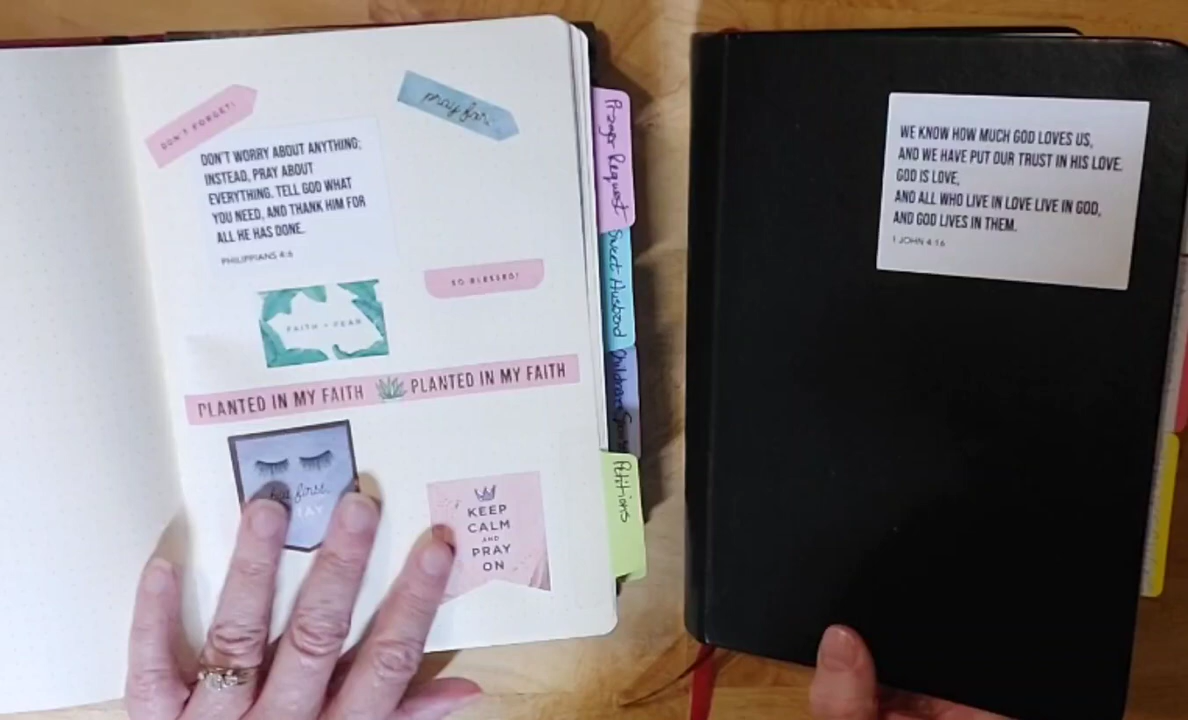 DON'T FORGET!
pray for...
DON'T WORRY ABOUT ANYTHING;
INSTEAD, PRAY ABOUT
EVERYTHING. TELL GOD WHAT
YOU NEED, AND THANK HIM FOR
ALL HE HAS DONE.
PHILIPPIANS 4:6
SO BLESSED!
FAITH > FEAR
PLANTED IN MY FAITH PLANTED IN MY FAITH
but first,
KEEP
CALM
AND
PRAY
ON
Prayer Request
Sweet Husband
Petitions
WE KNOW HOW MUCH GOD LOVES US,
AND WE HAVE PUT OUR TRUST IN HIS LOVE.
GOD IS LOVE,
AND ALL WHO LIVE IN LOVE LIVE IN GOD,
AND GOD LIVES IN THEM.
1 JOHN 4:16